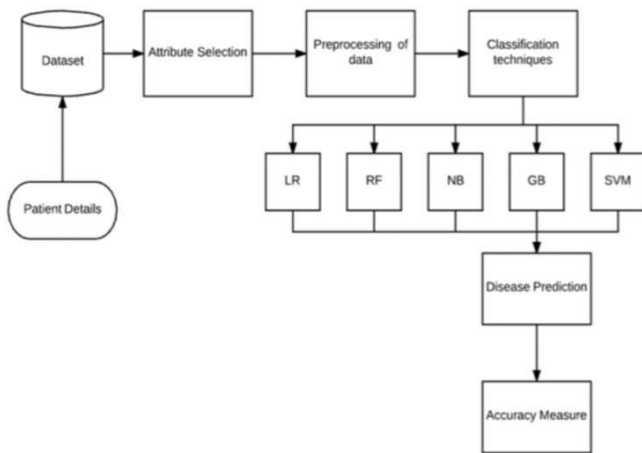 Dataset
Attribute Selection
Preprocessing of
data
Classification
techniques
LR
RF
NB
GB
SVM
Patient Details
Disease Prediction
Accuracy Measure